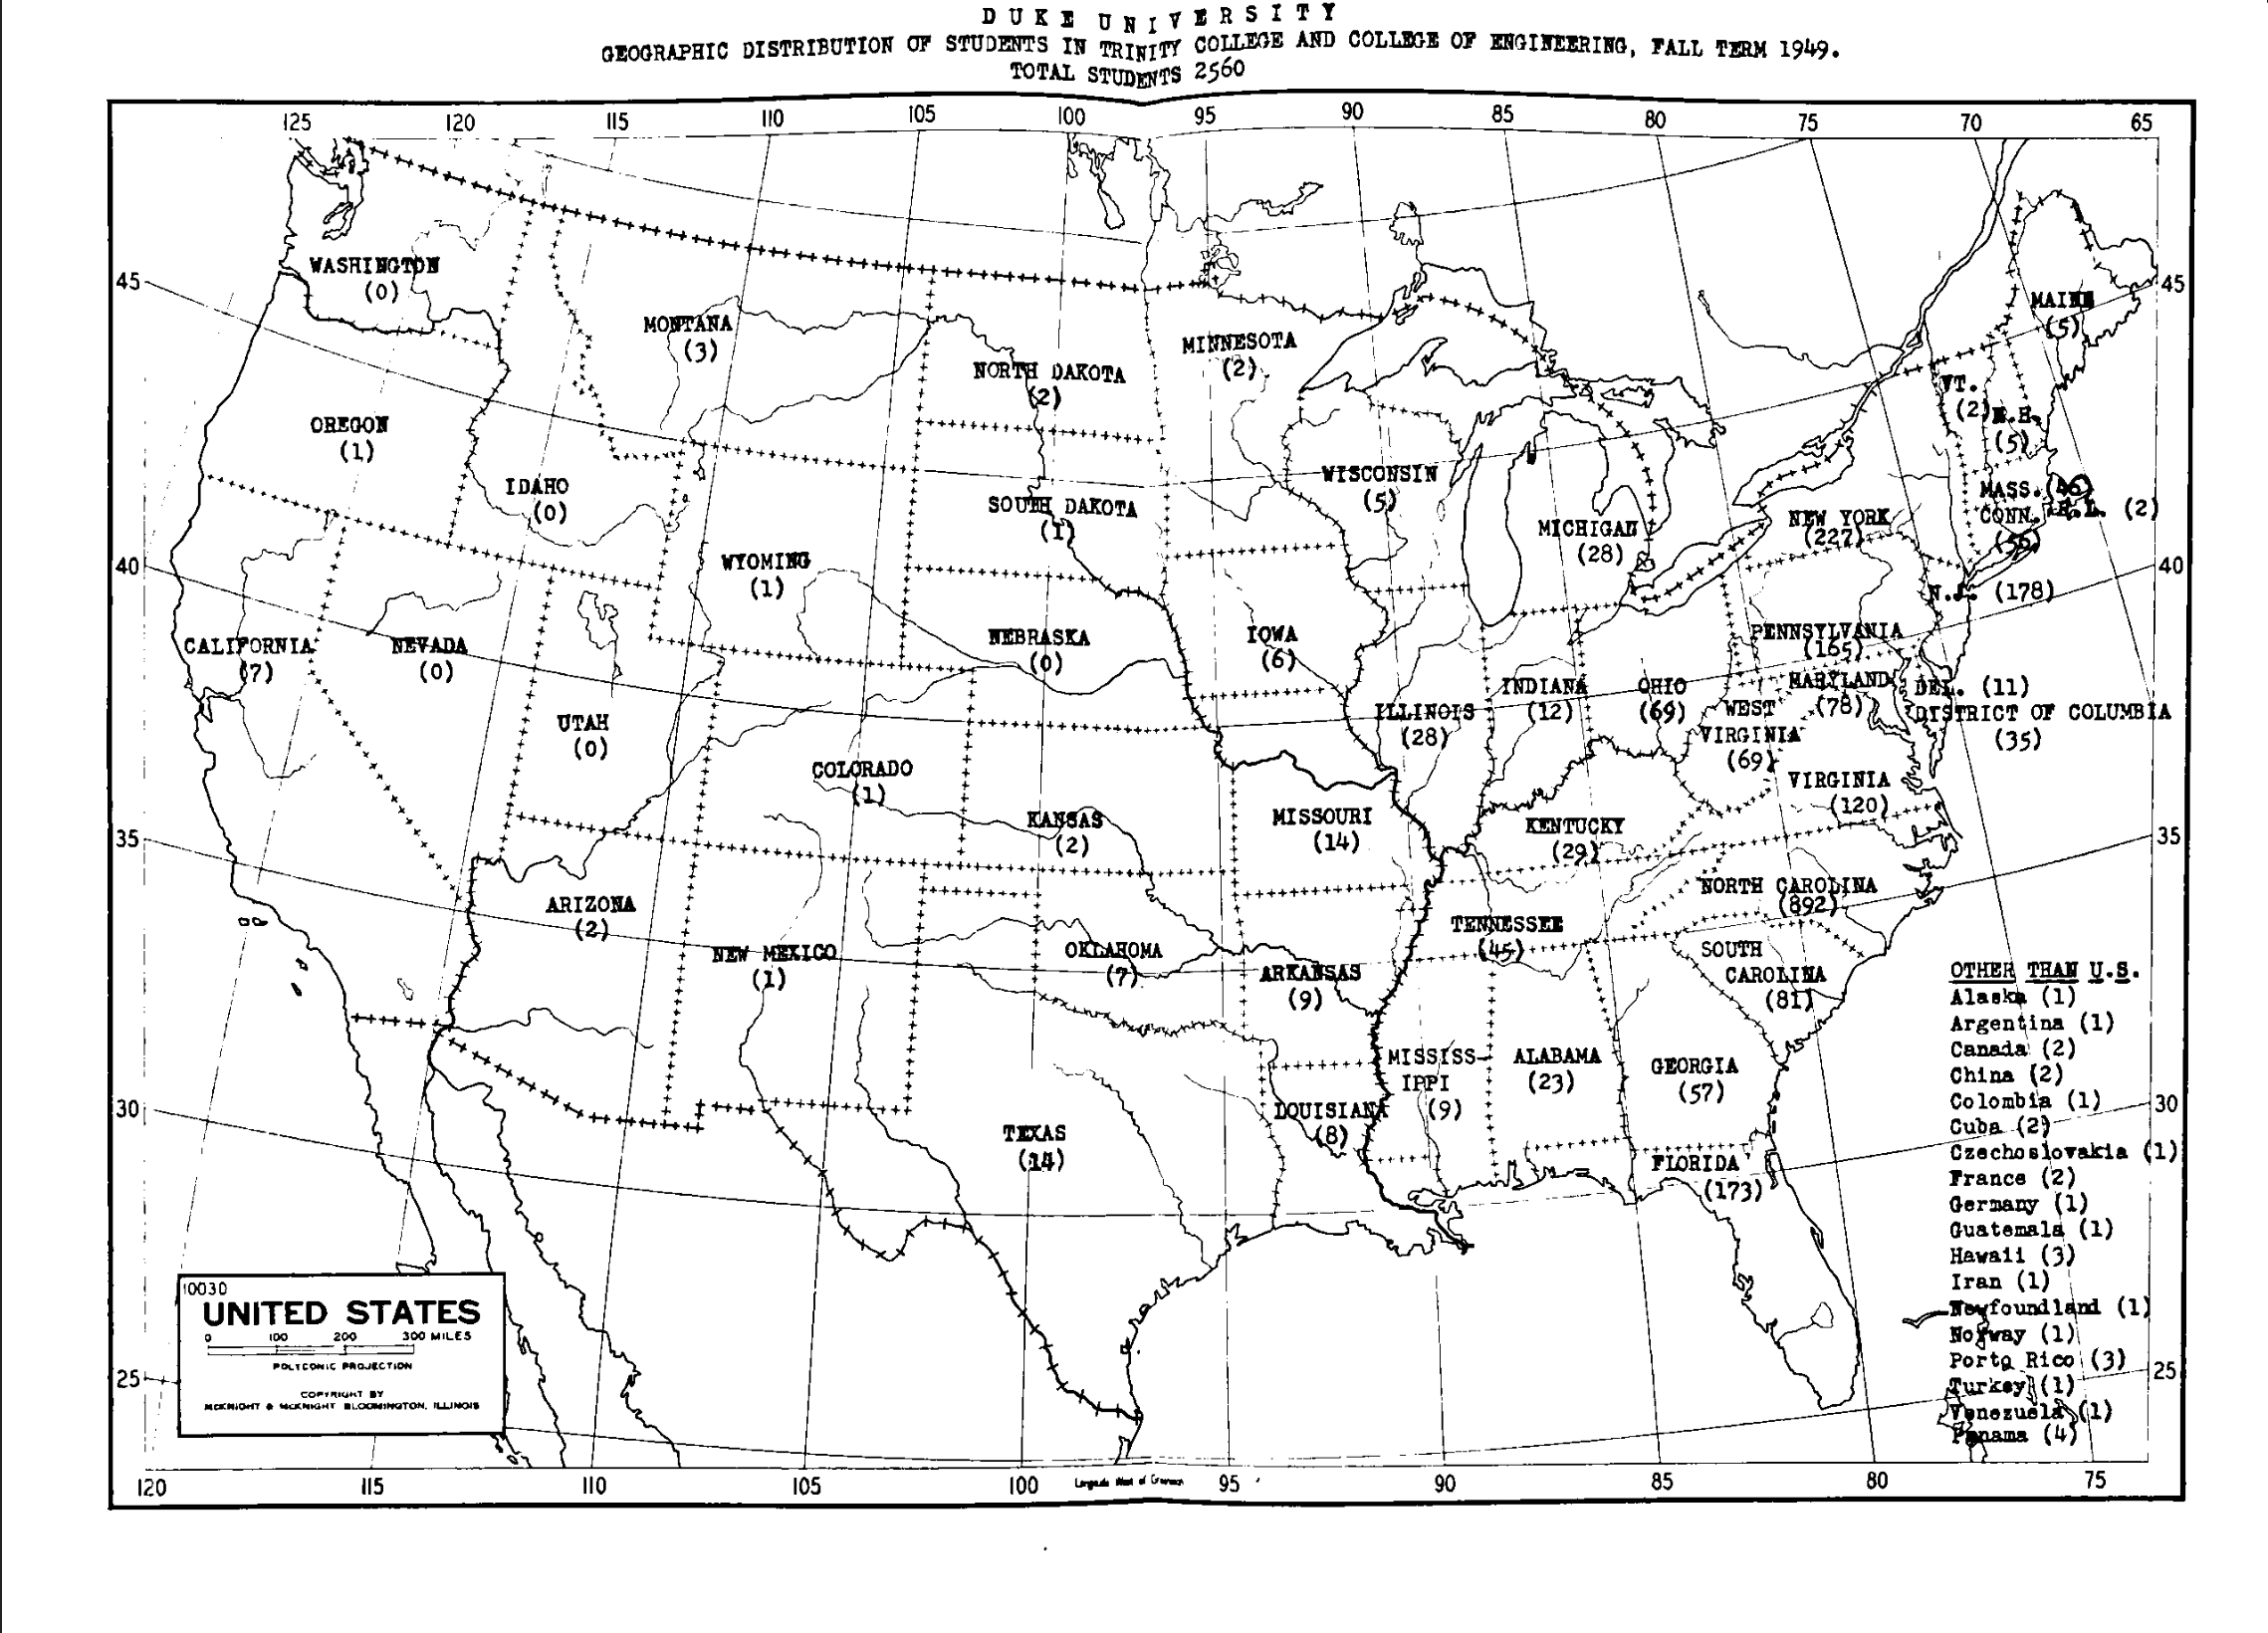 DUKE UNIVERSITY
GEOGRAPHIC DISTRIBUTION OF STUDENTS IN TRINITY COLLEGE AND COLLEGE OF ENGINEERING, FALL TERM 1949.
TOTAL STUDENTS 2560
125 120 115 110 105 100 95 90 85 80 75 70 65
45
45
40
40
35
35
30
30
25
25
WASHINGTON
(0)
MONTANA
(3)
NORTH DAKOTA
(2)
MINNESOTA
(2)
MAINE
(5)
VT.
(2)
N.H.
(5)
OREGON
(1)
IDAHO
(0)
SOUTH DAKOTA
(1)
WISCONSIN
(5)
MICHIGAN
(28)
NEW YORK
(227)
MASS. (46)
CONN. R.I. (2)
(56)
WYOMING
(1)
N.J. (178)
CALIFORNIA
(7)
NEVADA
(0)
NEBRASKA
(0)
IOWA
(6)
PENNSYLVANIA
(165)
UTAH
(0)
ILLINOIS
(28)
INDIANA
(12)
OHIO
(69)
MARYLAND
(78)
DEL. (11)
DISTRICT OF COLUMBIA
(35)
WEST
VIRGINIA
(69)
COLORADO
(1)
KANSAS
(2)
MISSOURI
(14)
KENTUCKY
(29)
VIRGINIA
(120)
ARIZONA
(2)
NEW MEXICO
(1)
OKLAHOMA
(7)
ARKANSAS
(9)
TENNESSEE
(45)
NORTH CAROLINA
(892)
SOUTH
CAROLINA
(81)
TEXAS
(14)
LOUISIANA
(8)
MISSISS-
IPPI
(9)
ALABAMA
(23)
GEORGIA
(57)
FLORIDA
(173)
OTHER THAN U.S.
Alaska (1)
Argentina (1)
Canada (2)
China (2)
Colombia (1)
Cuba (2)
Czechoslovakia (1)
France (2)
Germany (1)
Guatemala (1)
Hawaii (3)
Iran (1)
Newfoundland (1)
Norway (1)
Porto Rico (3)
Turkey (1)
Venezuela (1)
Panama (4)
10030
UNITED STATES
0 100 200 300 MILES
POLYCONIC PROJECTION
COPYRIGHT BY
MCKNIGHT & MCKNIGHT BLOOMINGTON, ILLINOIS
120 115 110 105 100 Longitude West of Greenwich 95 90 85 80 75